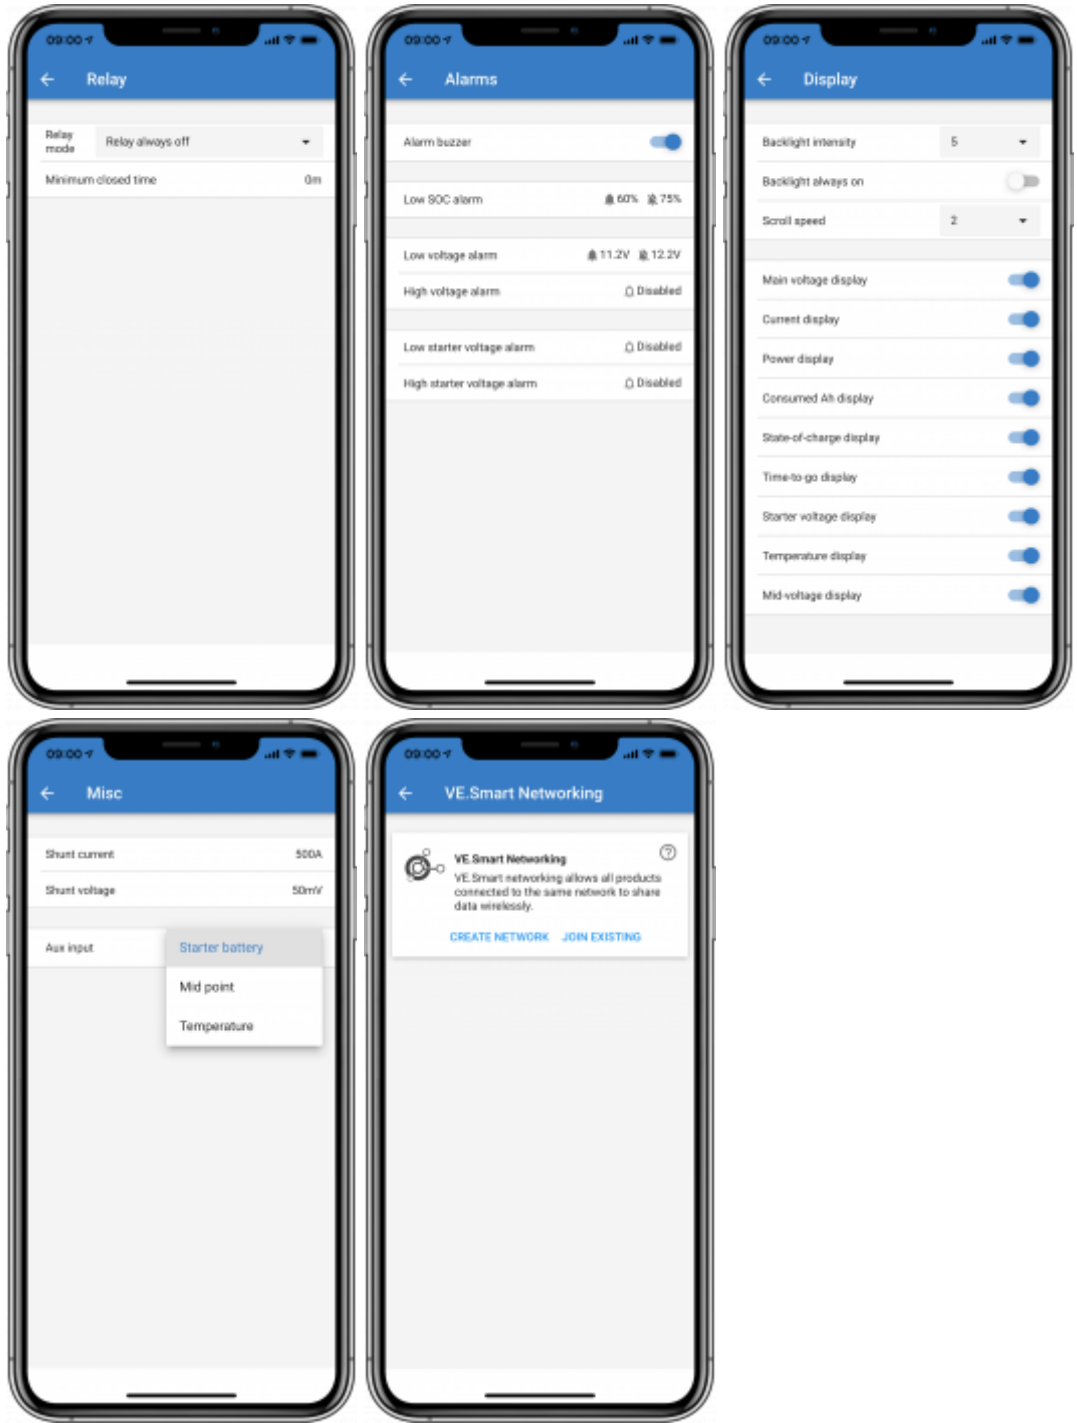 09:00
Relay
Relay mode
Relay always off
Minimum closed time 0m
09:00
Alarms
Alarm buzzer
Low SOC alarm 60% 75%
Low voltage alarm 11.2V 12.2V
High voltage alarm Disabled
Low starter voltage alarm Disabled
High starter voltage alarm Disabled
09:00
Display
Backlight intensity 5
Backlight always on
Scroll speed 2
Main voltage display
Current display
Power display
Consumed Ah display
State-of-charge display
Time-to-go display
Starter voltage display
Temperature display
Mid-voltage display
09:00
Misc
Shunt current 500A
Shunt voltage 50mV
Aux input Starter battery
Mid point
Temperature
09:00
VE.Smart Networking
VE.Smart Networking
VE.Smart networking allows all products
connected to the same network to share
data wirelessly.
CREATE NETWORK JOIN EXISTING